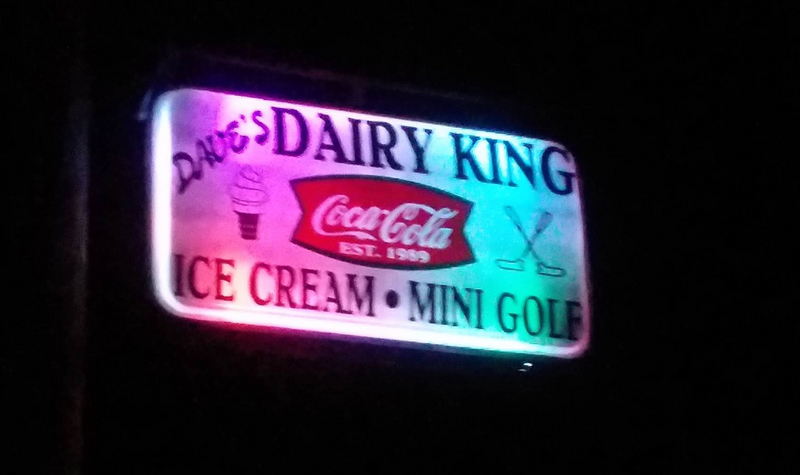 DAVE'S DAIRY KING
Coca-Cola
EST. 1989
ICE CREAM • MINI GOLF